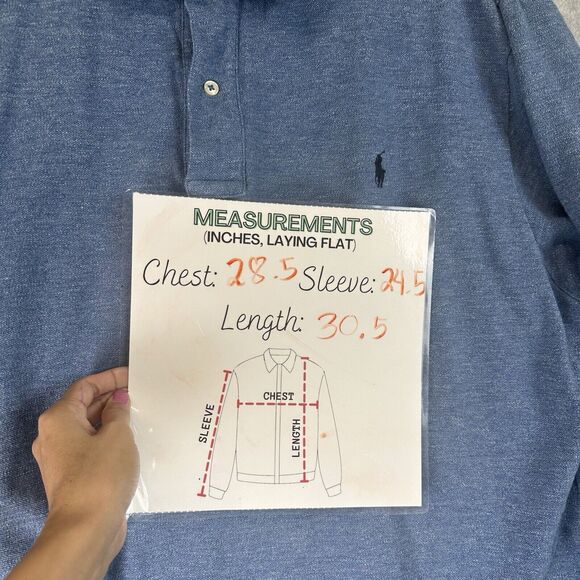 MEASUREMENTS
(INCHES, LAYING FLAT)
Chest: 28.5 Sleeve: 24.5
Length: 30.5
CHEST
SLEEVE
LENGTH